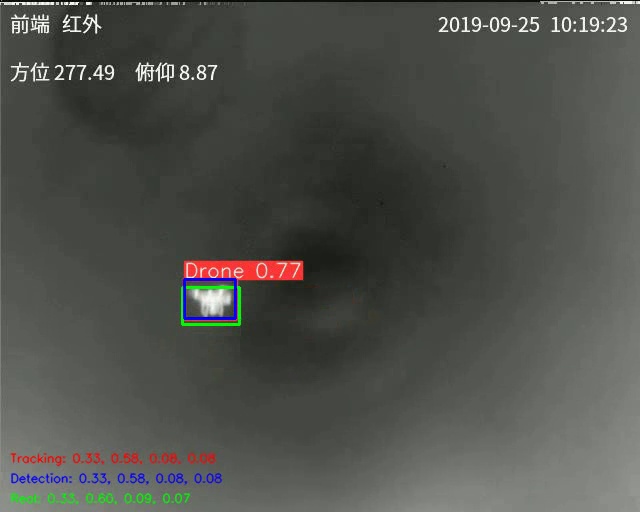 前端 红外 2019-09-25 10:19:23
方位 277.49 俯仰 8.87
Drone 0.77
Tracking: 0.33, 0.58, 0.08, 0.08
Detection: 0.33, 0.58, 0.08, 0.08
Real: 0.33, 0.60, 0.09, 0.07